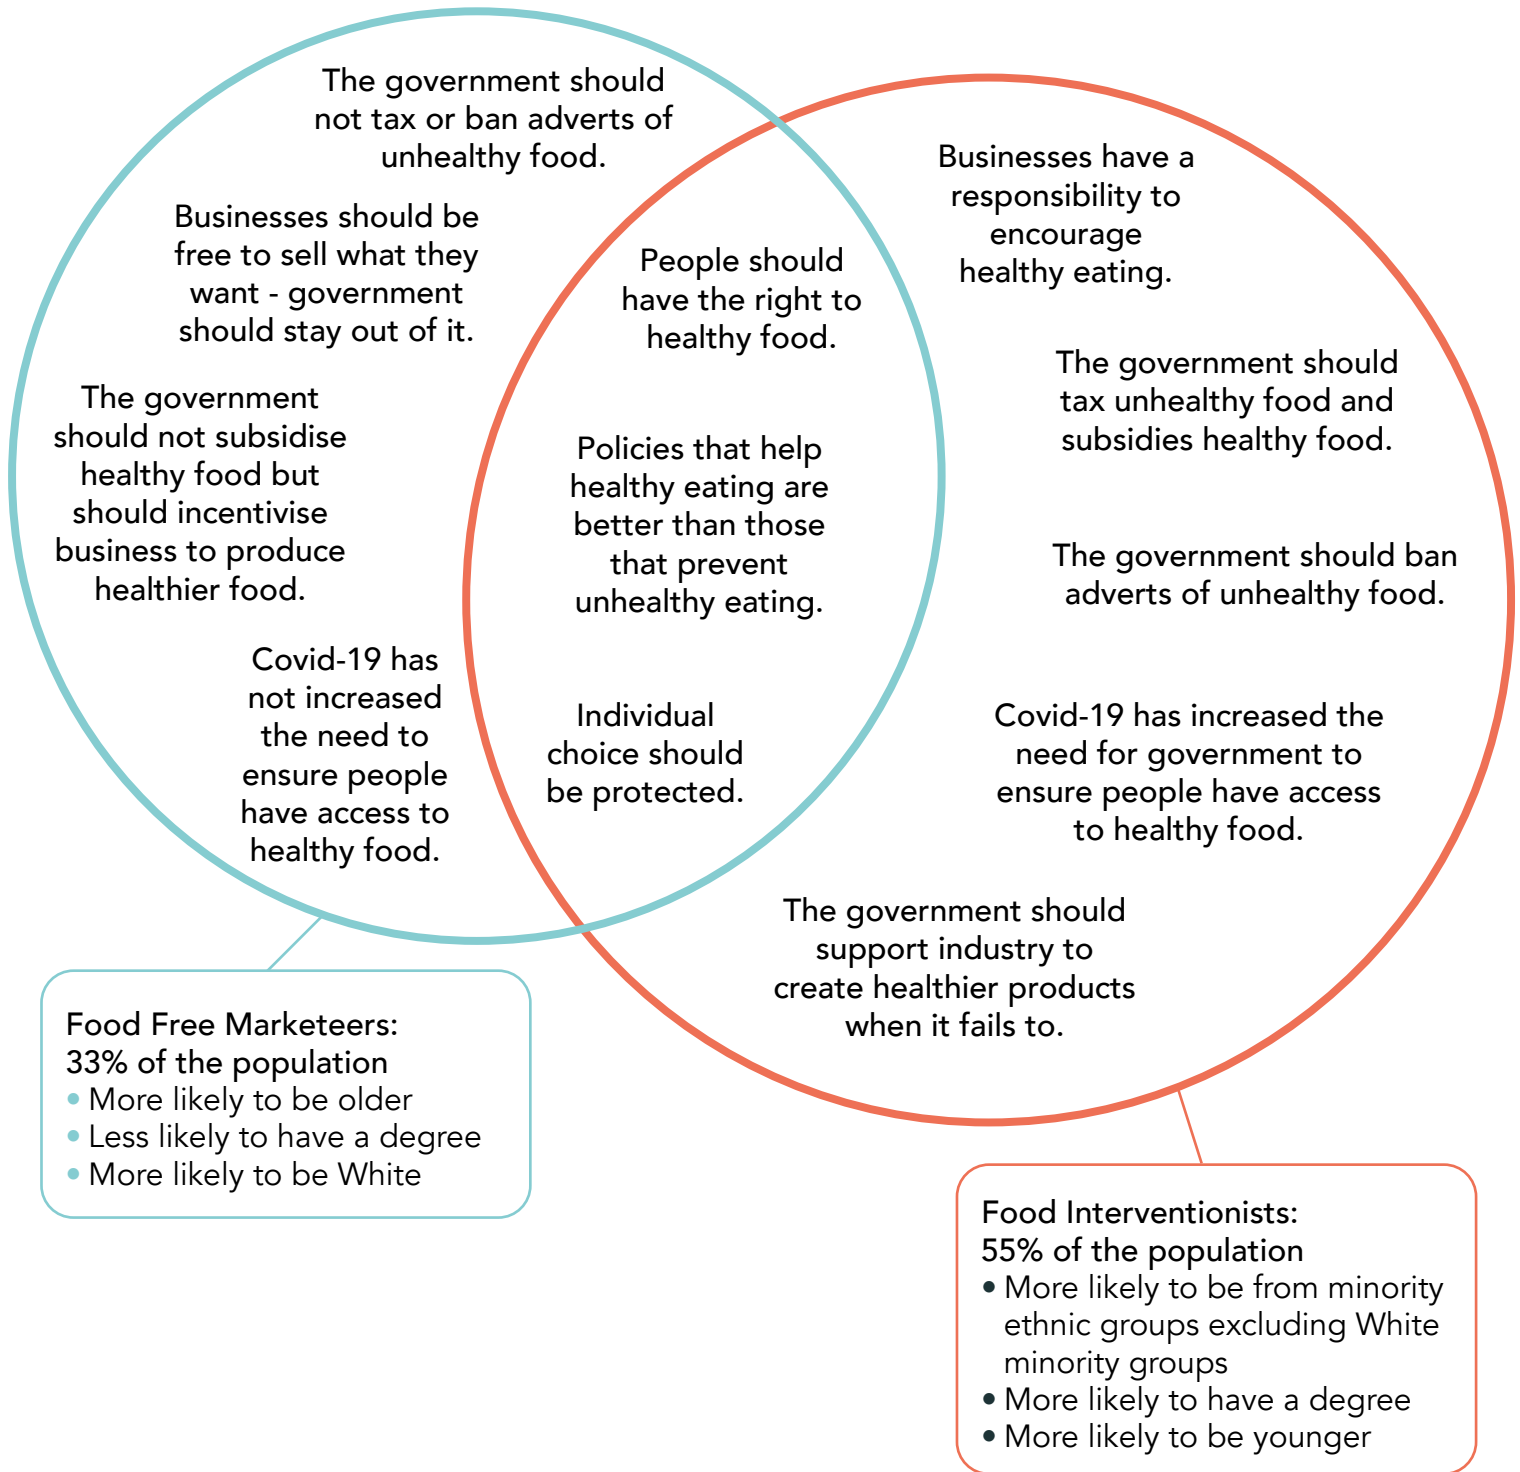 The government should
not tax or ban adverts of
unhealthy food.
Businesses should be
free to sell what they
want - government
should stay out of it.
The government
should not subsidise
healthy food but
should incentivise
business to produce
healthier food.
Covid-19 has
not increased
the need to
ensure people
have access to
healthy food.
People should
have the right to
healthy food.
Policies that help
healthy eating are
better than those
that prevent
unhealthy eating.
Individual
choice should
be protected.
Businesses have a
responsibility to
encourage
healthy eating.
The government should
tax unhealthy food and
subsidies healthy food.
The government should ban
adverts of unhealthy food.
Covid-19 has increased the
need for government to
ensure people have access
to healthy food.
The government should
support industry to
create healthier products
when it fails to.
Food Free Marketeers:
33% of the population
• More likely to be older
• Less likely to have a degree
• More likely to be White
Food Interventionists:
55% of the population
• More likely to be from minority
ethnic groups excluding White
minority groups
• More likely to have a degree
• More likely to be younger